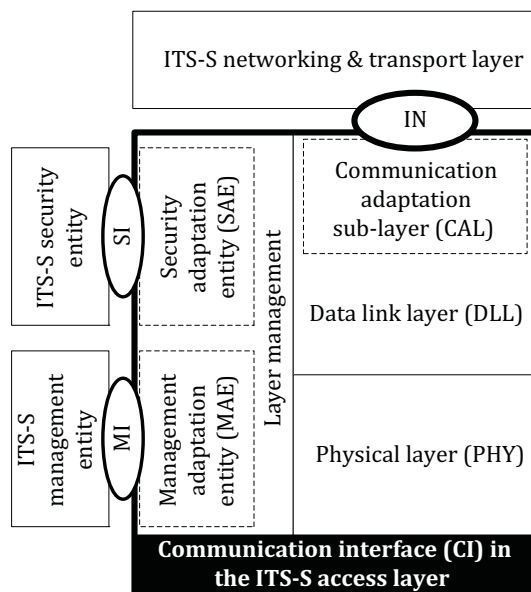 ITS-S networking & transport layer
IN
ITS-S security
entity
SI
Security
adaptation
entity (SAE)
Layer management
Communication
adaptation
sub-layer (CAL)
Data link layer (DLL)
ITS-S
management
entity
MI
Management
adaptation
entity (MAE)
Physical layer (PHY)
Communication interface (CI) in
the ITS-S access layer